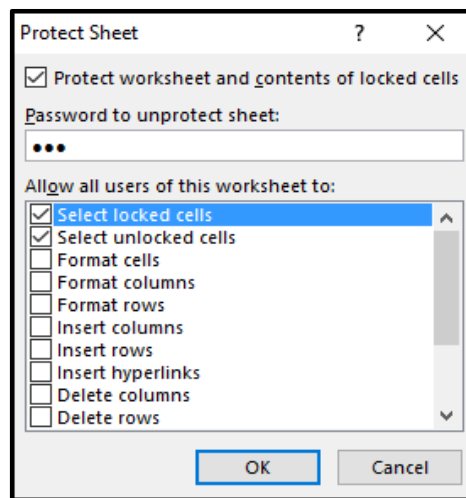 Protect Sheet ?
Protect worksheet and contents of locked cells
Password to unprotect sheet:
•••
Allow all users of this worksheet to:
Select locked cells
Select unlocked cells
Format cells
Format columns
Format rows
Insert columns
Insert rows
Insert hyperlinks
Delete columns
Delete rows
OK Cancel